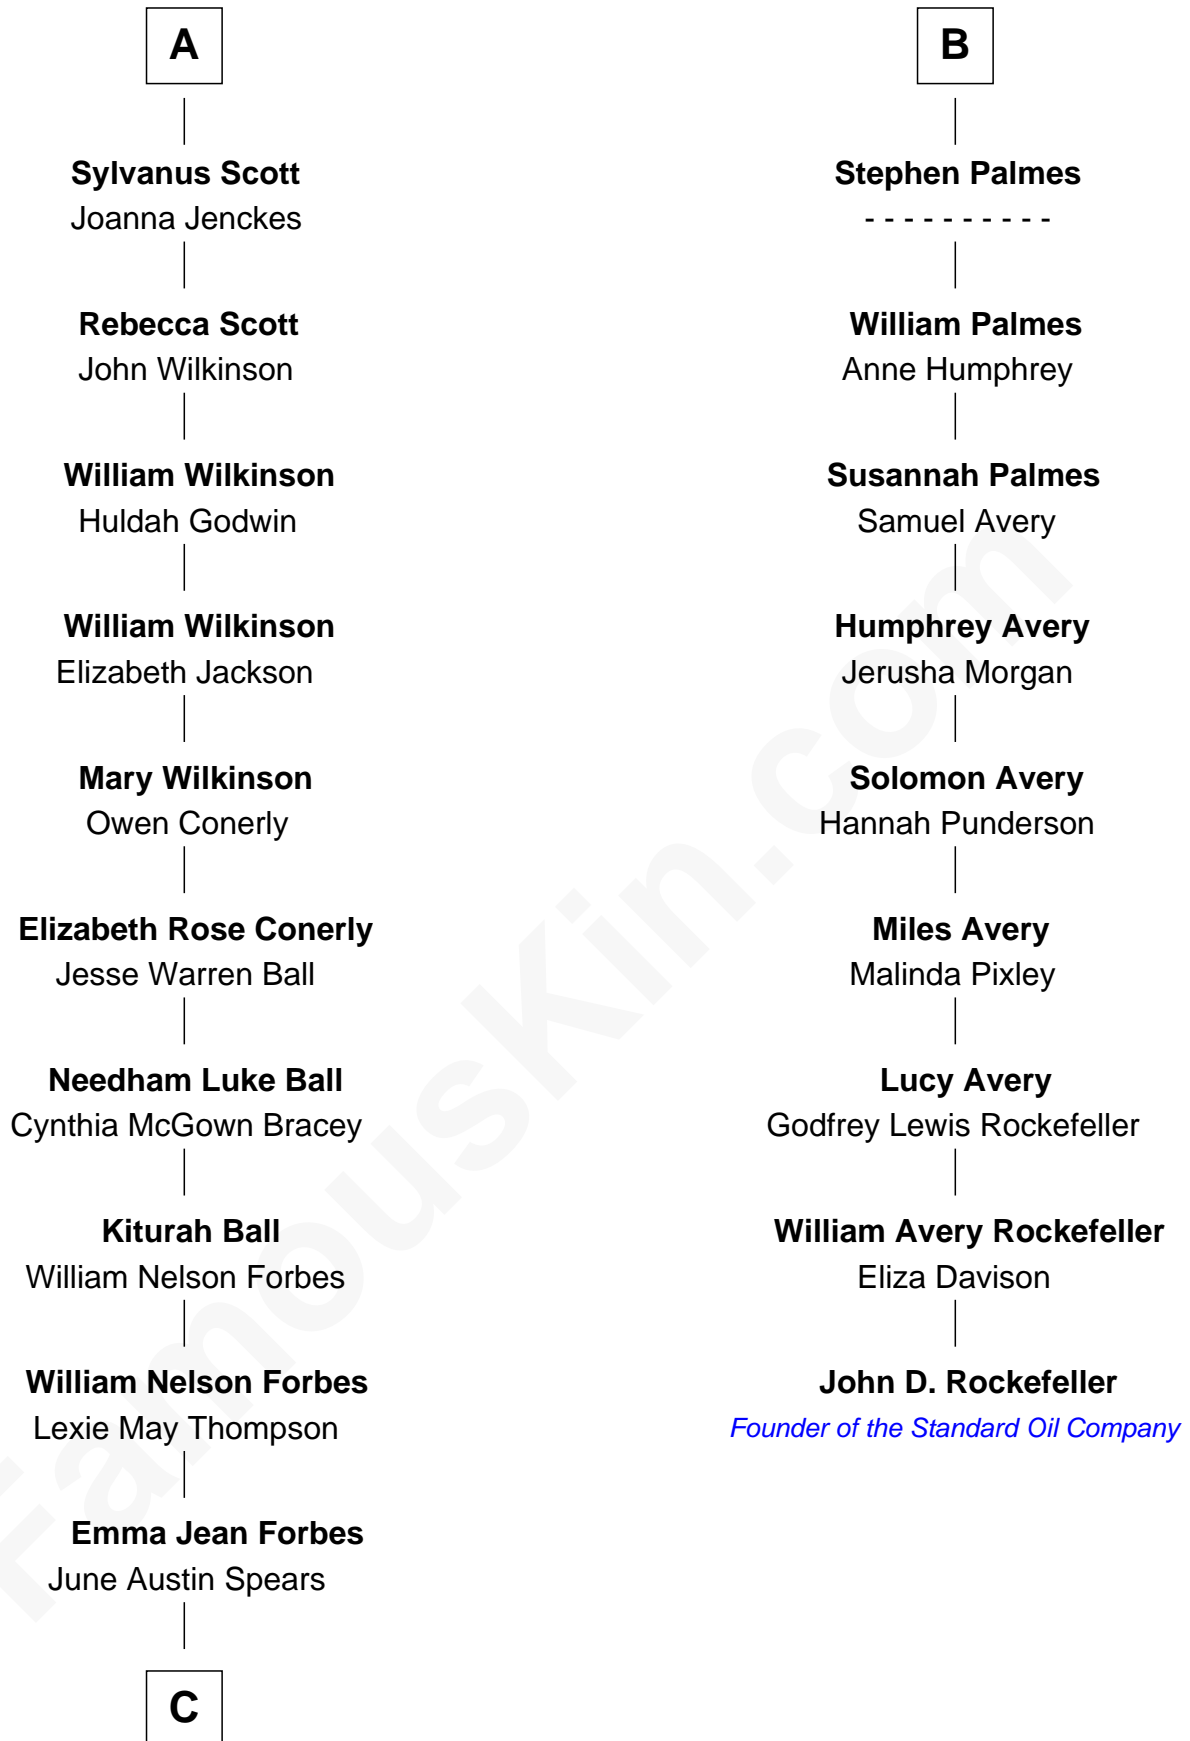 A
Sylvanus Scott
Joanna Jenckes
Rebecca Scott
John Wilkinson
William Wilkinson
Huldah Godwin
William Wilkinson
Elizabeth Jackson
Mary Wilkinson
Owen Conerly
Elizabeth Rose Conerly
Jesse Warren Ball
Needham Luke Ball
Cynthia McGown Bracey
Kiturah Ball
William Nelson Forbes
William Nelson Forbes
Lexie May Thompson
Emma Jean Forbes
June Austin Spears
C
B
Stephen Palmes
- - - - - - - - - -
William Palmes
Anne Humphrey
Susannah Palmes
Samuel Avery
Humphrey Avery
Jerusha Morgan
Solomon Avery
Hannah Punderson
Miles Avery
Malinda Pixley
Lucy Avery
Godfrey Lewis Rockefeller
William Avery Rockefeller
Eliza Davison
John D. Rockefeller
Founder of the Standard Oil Company
FamousKin.com